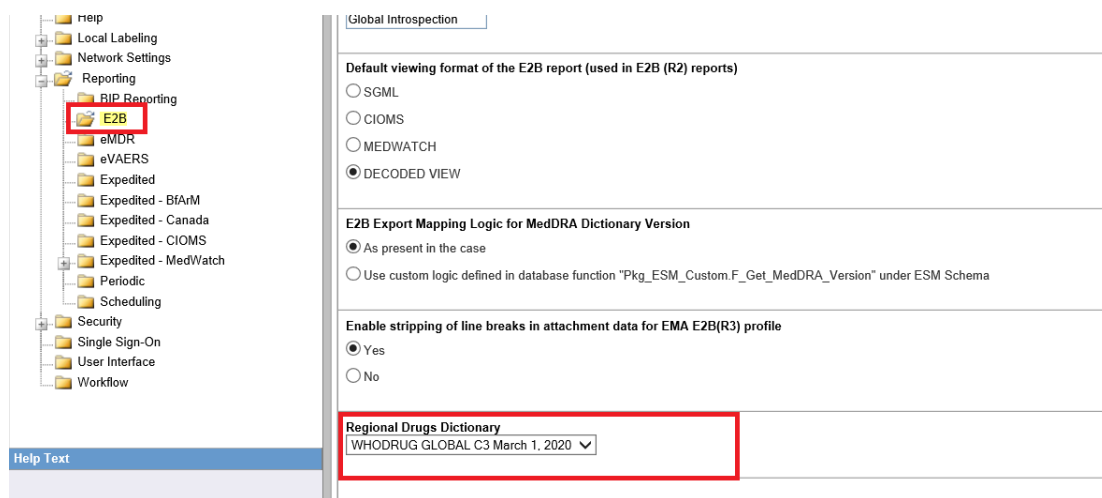 Help
Local Labeling
Network Settings
Reporting
BIP Reporting
E2B
eMDR
eVAERS
Expedited
Expedited - BfArM
Expedited - Canada
Expedited - CIOMS
Expedited - MedWatch
Periodic
Scheduling
Security
Single Sign-On
User Interface
Workflow
Help Text
Global Introspection
Default viewing format of the E2B report (used in E2B (R2) reports)
SGML
CIOMS
MEDWATCH
DECODED VIEW
E2B Export Mapping Logic for MedDRA Dictionary Version
As present in the case
Use custom logic defined in database function "Pkg_ESM_Custom.F_Get_MedDRA_Version" under ESM Schema
Enable stripping of line breaks in attachment data for EMA E2B(R3) profile
Yes
No
Regional Drugs Dictionary
WHODRUG GLOBAL C3 March 1, 2020